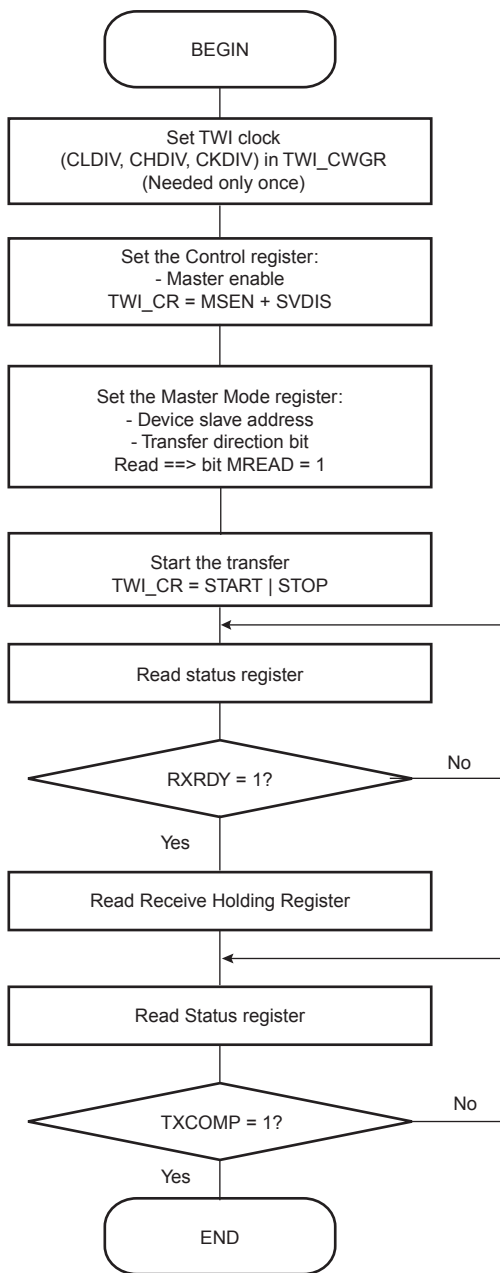 BEGIN
Set TWI clock
(CLDIV, CHDIV, CKDIV) in TWI_CWGR
(Needed only once)
Set the Control register:
- Master enable
TWI_CR = MSEN + SVDIS
Set the Master Mode register:
- Device slave address
- Transfer direction bit
Read ==> bit MREAD = 1
Start the transfer
TWI_CR = START | STOP
Read status register
RXRDY = 1?
No
Yes
Read Receive Holding Register
Read Status register
TXCOMP = 1?
No
Yes
END